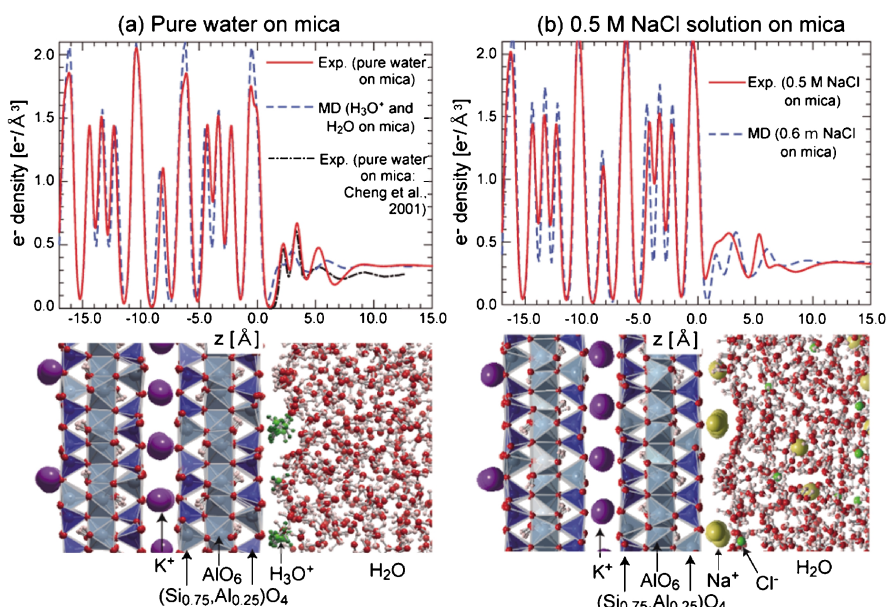 (a) Pure water on mica
(b) 0.5 M NaCl solution on mica
2.0
1.5
1.0
0.5
0.0
e⁻ density [e⁻/ Å³]
Exp. (pure water
on mica)
MD (H₃O⁺ and
H₂O on mica)
Exp. (pure water
on mica:
Cheng et al.,
2001)
-15.0
-10.0
-5.0
0.0
5.0
10.0
15.0
z [Å]
2.0
1.5
1.0
0.5
0.0
e⁻ density [e⁻/ Å³]
Exp. (0.5 M NaCl
on mica)
MD (0.6 m NaCl
on mica)
-15.0
-10.0
-5.0
0.0
5.0
10.0
15.0
z [Å]
K⁺
AlO₆
H₃O⁺
H₂O
(Si₀.₇₅,Al₀.₂₅)O₄
K⁺
AlO₆
Na⁺
Cl⁻
H₂O
(Si₀.₇₅,Al₀.₂₅)O₄